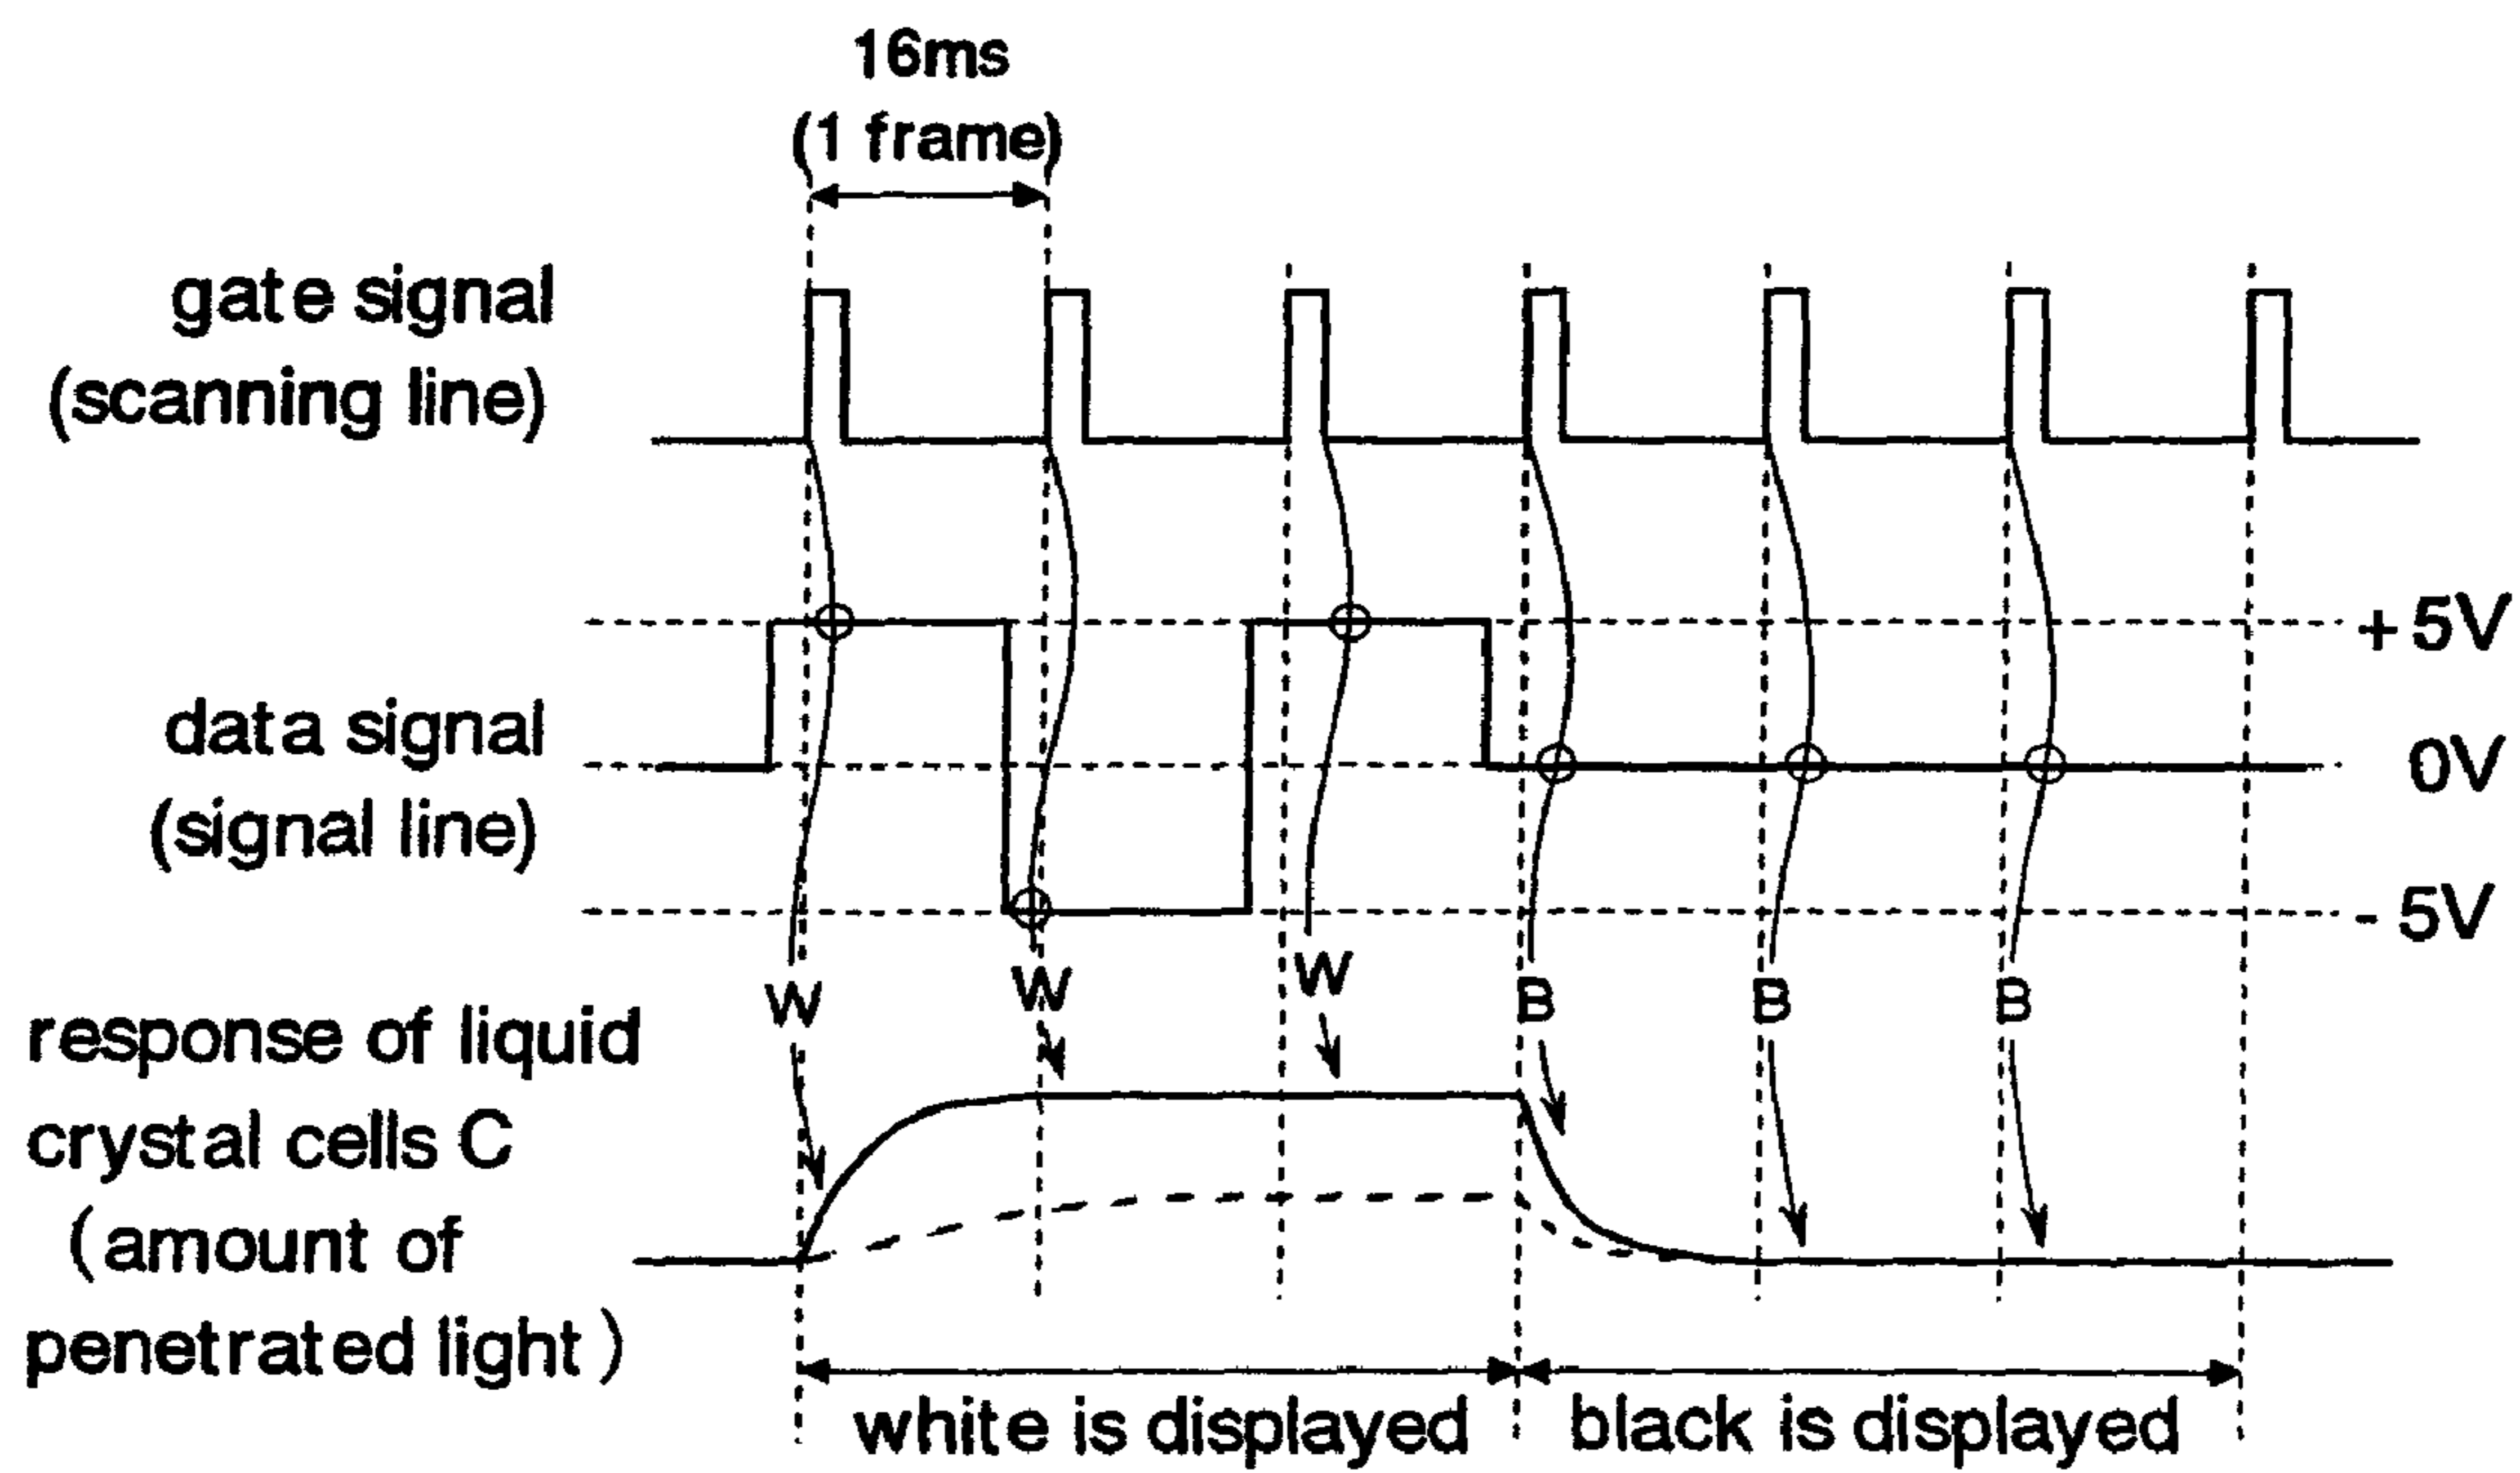 16ms
(1 frame)
gate signal
(scanning line)
+5V
data signal
(signal line)
0V
-5V
W W W B B B
response of liquid
crystal cells C
(amount of
penetrated light)
white is displayed black is displayed